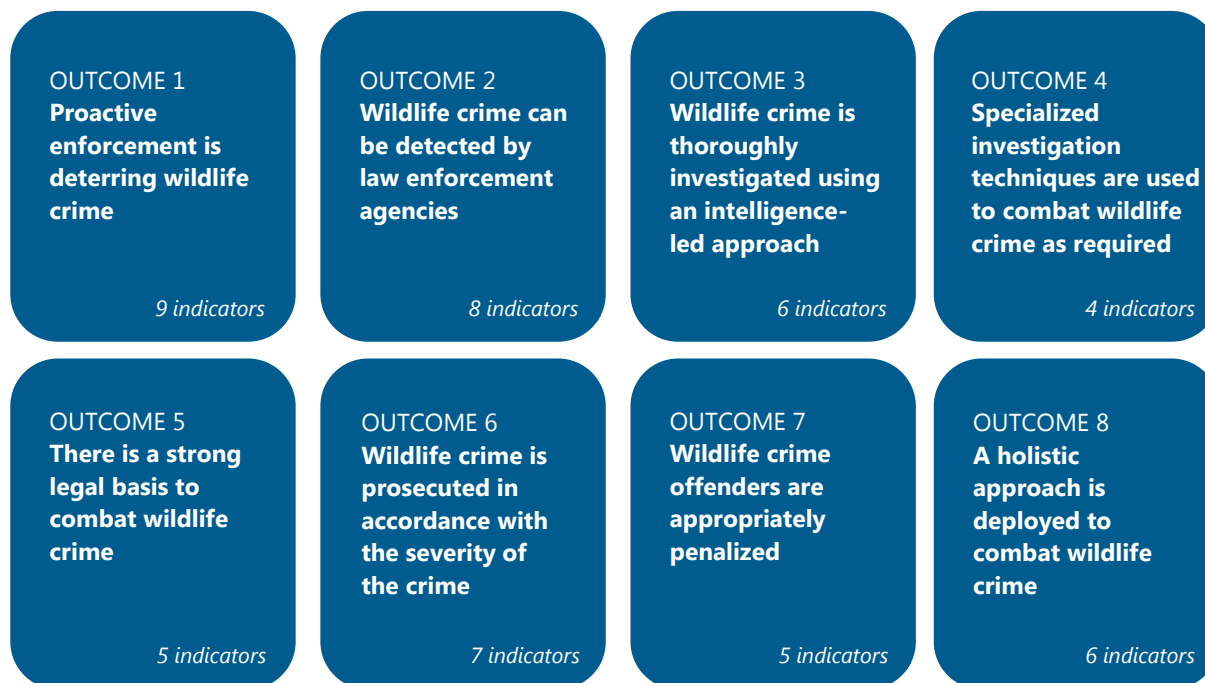 OUTCOME 1
Proactive
enforcement is
deterring wildlife
crime
9 indicators
OUTCOME 2
Wildlife crime can
be detected by
law enforcement
agencies
8 indicators
OUTCOME 3
Wildlife crime is
thoroughly
investigated using
an intelligence-
led approach
6 indicators
OUTCOME 4
Specialized
investigation
techniques are used
to combat wildlife
crime as required
4 indicators
OUTCOME 5
There is a strong
legal basis to
combat wildlife
crime
5 indicators
OUTCOME 6
Wildlife crime is
prosecuted in
accordance with
the severity of
the crime
7 indicators
OUTCOME 7
Wildlife crime
offenders are
appropriately
penalized
5 indicators
OUTCOME 8
A holistic
approach is
deployed to
combat wildlife
crime
6 indicators